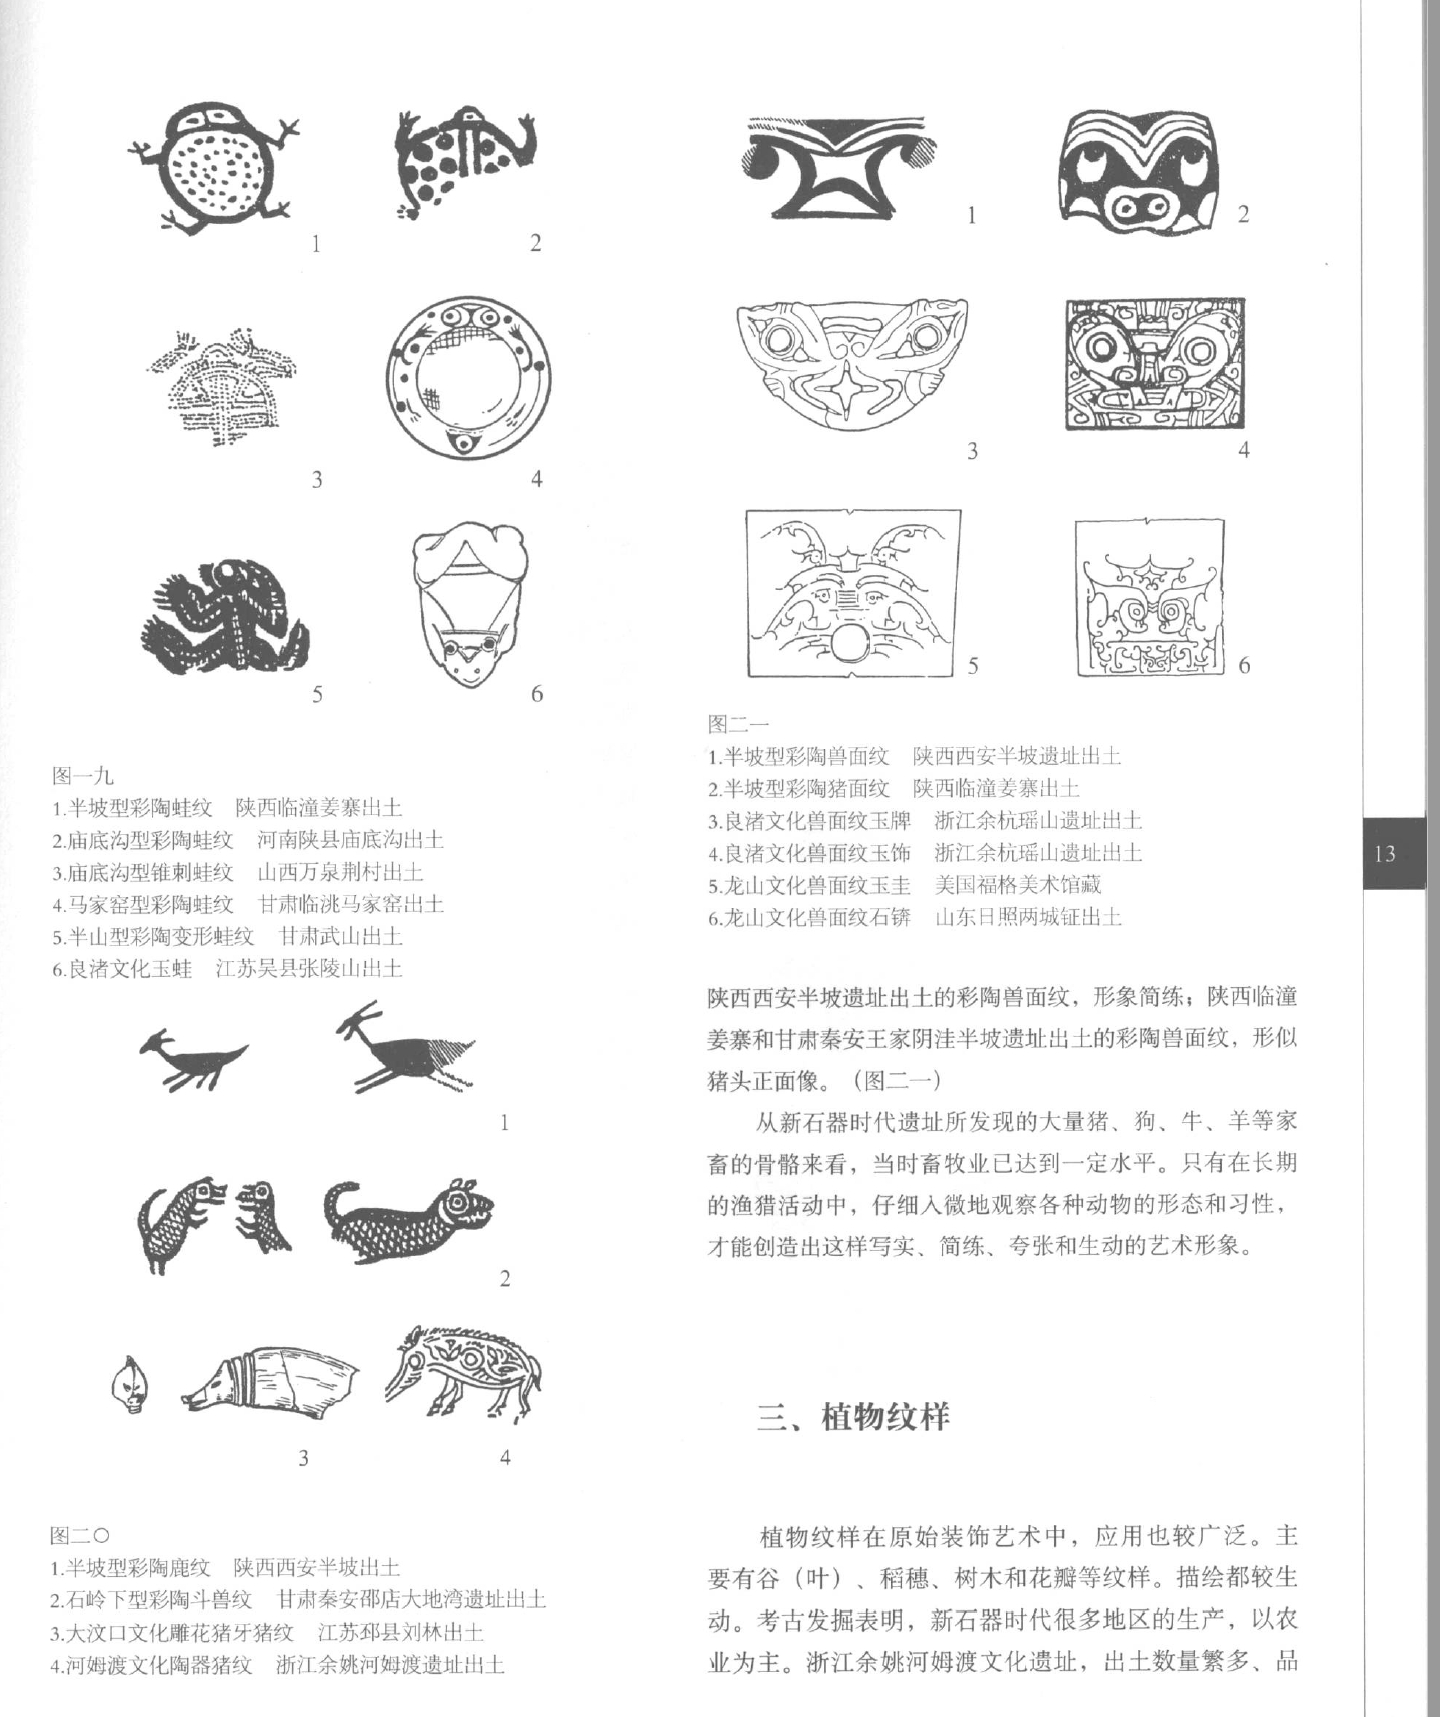 1
2
3
4
5
6
图一九
1.半坡型彩陶蛙纹 陕西临潼姜寨出土
2.庙底沟型彩陶蛙纹 河南陕县庙底沟出土
3.庙底沟型锥刺蛙纹 山西万泉荆村出土
4.马家窑型彩陶蛙纹 甘肃临洮马家窑出土
5.半山型彩陶变形蛙纹 甘肃武山出土
6.良渚文化玉蛙 江苏吴县张陵山出土
1
2
3
4
图二〇
1.半坡型彩陶鹿纹 陕西西安半坡出土
2.石岭下型彩陶斗兽纹 甘肃秦安邵店大地湾遗址出土
3.大汶口文化雕花猪牙猪纹 江苏邳县刘林出土
4.河姆渡文化陶器猪纹 浙江余姚河姆渡遗址出土
1
2
3
4
5
6
图二一
1.半坡型彩陶兽面纹 陕西西安半坡遗址出土
2.半坡型彩陶猪面纹 陕西临潼姜寨出土
3.良渚文化兽面纹玉牌 浙江余杭瑶山遗址出土
4.良渚文化兽面纹玉饰 浙江余杭瑶山遗址出土
5.龙山文化兽面纹玉圭 美国福格美术馆藏
6.龙山文化兽面纹石锛 山东日照两城钲出土
陕西西安半坡遗址出土的彩陶兽面纹，形象简练；陕西临潼
姜寨和甘肃秦安王家阴洼半坡遗址出土的彩陶兽面纹，形似
猪头正面像。（图二一）
从新石器时代遗址所发现的大量猪、狗、牛、羊等家
畜的骨骼来看，当时畜牧业已达到一定水平。只有在长期
的渔猎活动中，仔细入微地观察各种动物的形态和习性，
才能创造出这样写实、简练、夸张和生动的艺术形象。
三、植物纹样
植物纹样在原始装饰艺术中，应用也较广泛。主
要有谷（叶）、稻穗、树木和花瓣等纹样。描绘都较生
动。考古发掘表明，新石器时代很多地区的生产，以农
业为主。浙江余姚河姆渡文化遗址，出土数量繁多、品
13